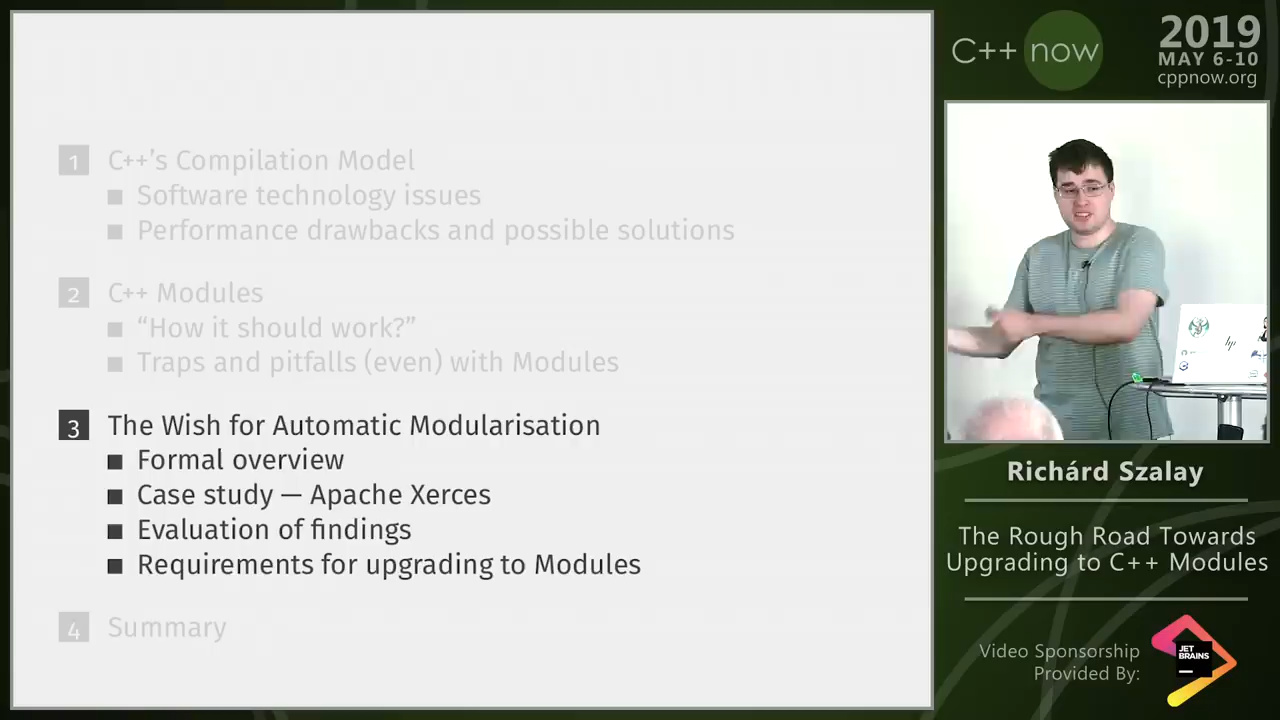 1 C++'s Compilation Model
■ Software technology issues
■ Performance drawbacks and possible solutions
2 C++ Modules
■ “How it should work?”
■ Traps and pitfalls (even) with Modules
3 The Wish for Automatic Modularisation
■ Formal overview
■ Case study — Apache Xerces
■ Evaluation of findings
■ Requirements for upgrading to Modules
4 Summary
C++ now
2019
MAY 6-10
cppnow.org
hp
Richárd Szalay
The Rough Road Towards
Upgrading to C++ Modules
Video Sponsorship
Provided By:
JET
BRAINS